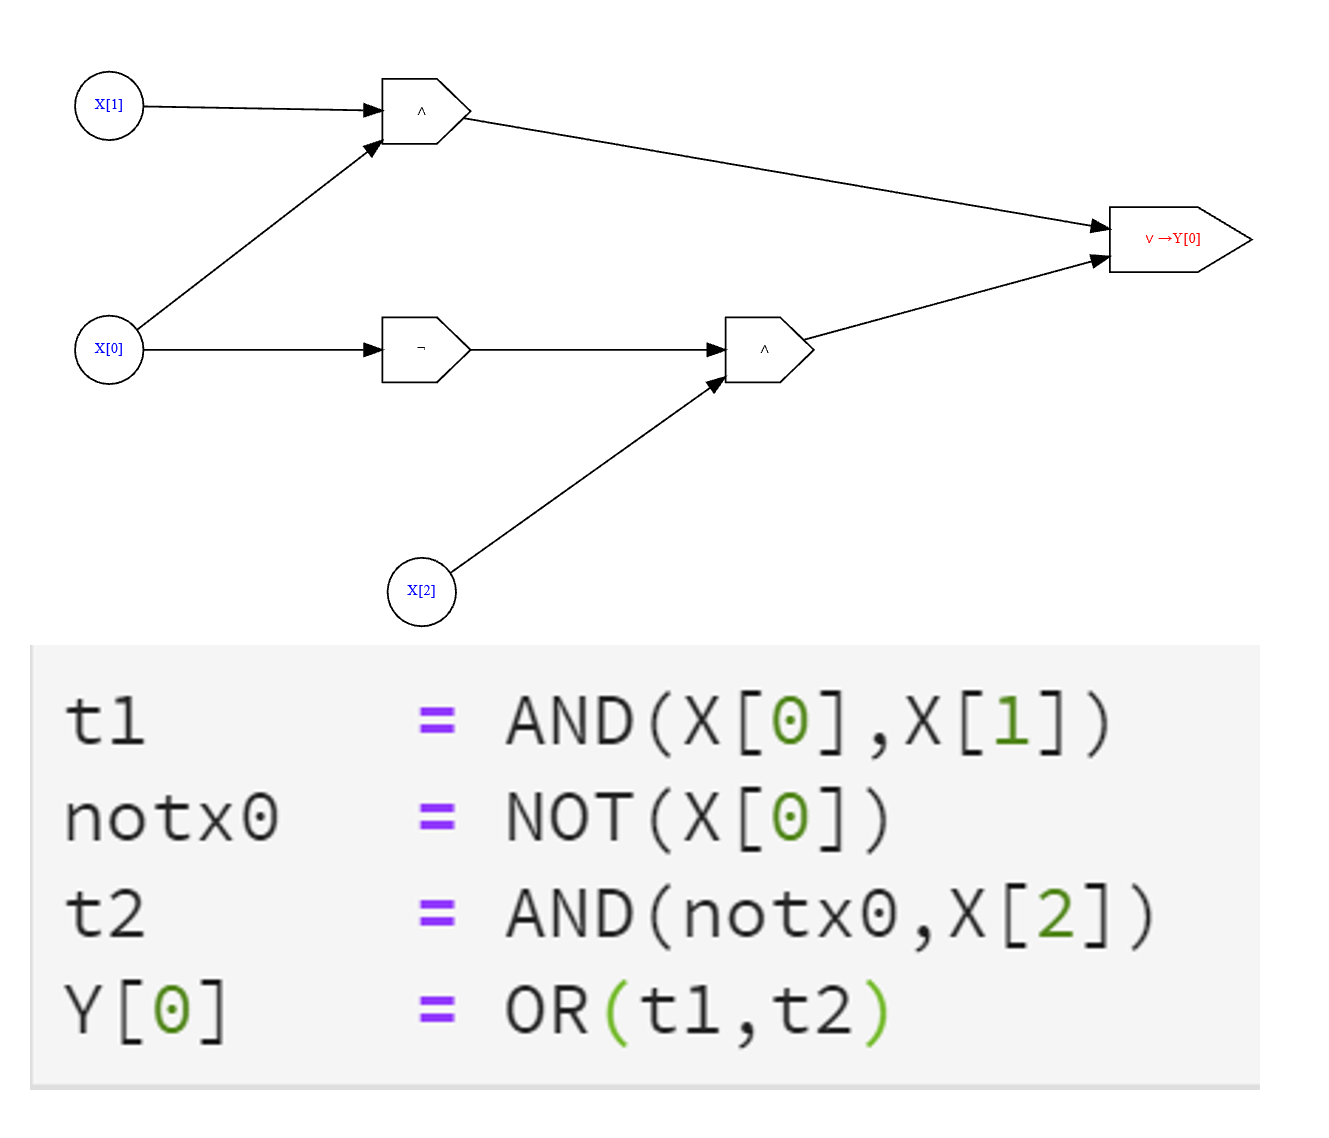 X[1]
∧
∨ →Y[0]
X[0]
¬
∧
X[2]
t1 = AND(X[0],X[1])
notx0 = NOT(X[0])
t2 = AND(notx0,X[2])
Y[0] = OR(t1,t2)